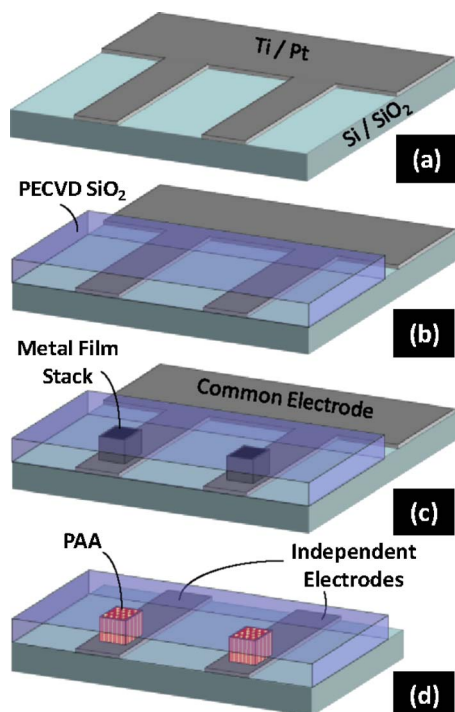 Ti / Pt
Si / SiO₂
(a)
PECVD SiO₂
(b)
Metal Film
Stack
Common Electrode
(c)
PAA
Independent
Electrodes
(d)